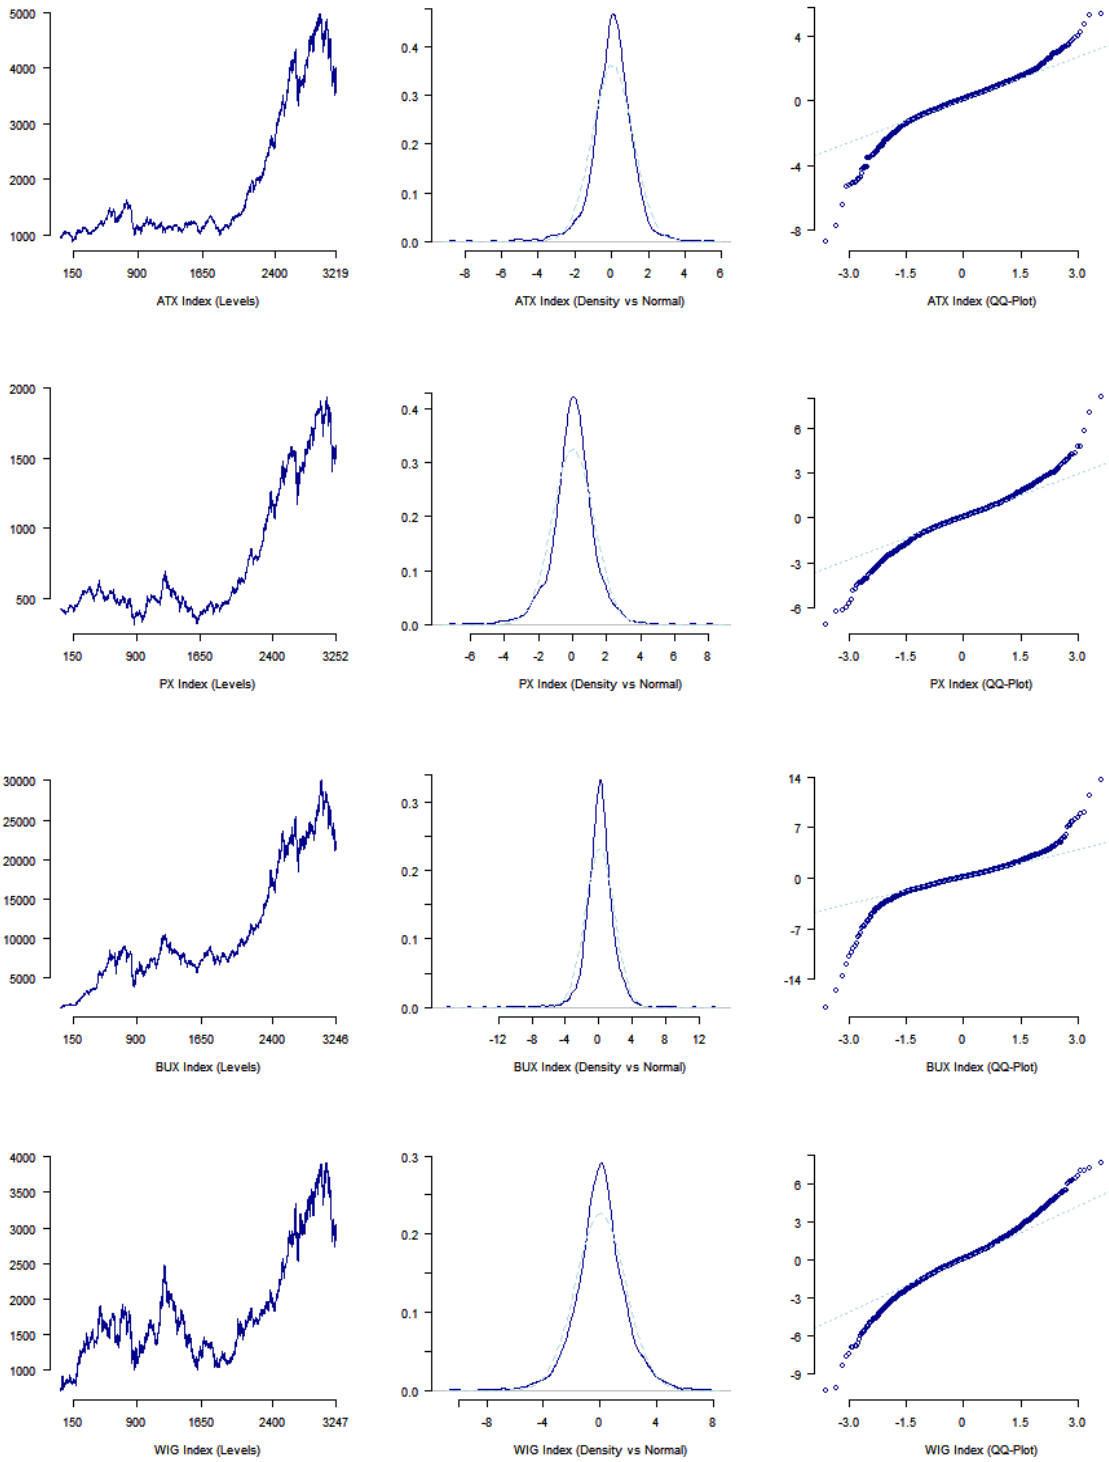 5000
4000
3000
2000
1000
150 900 1650 2400 3219
ATX Index (Levels)
0.4
0.3
0.2
0.1
0.0
-8 -6 -4 -2 0 2 4 6
ATX Index (Density vs Normal)
4
0
-4
-8
-3.0 -1.5 0 1.5 3.0
ATX Index (QQ-Plot)
2000
1500
1000
500
150 900 1650 2400 3252
PX Index (Levels)
0.4
0.3
0.2
0.1
0.0
-6 -4 -2 0 2 4 6 8
PX Index (Density vs Normal)
6
3
0
-3
-6
-3.0 -1.5 0 1.5 3.0
PX Index (QQ-Plot)
30000
25000
20000
15000
10000
5000
150 900 1650 2400 3246
BUX Index (Levels)
0.3
0.2
0.1
0.0
-12 -8 -4 0 4 8 12
BUX Index (Density vs Normal)
14
7
0
-7
-14
-3.0 -1.5 0 1.5 3.0
BUX Index (QQ-Plot)
4000
3500
3000
2500
2000
1500
1000
150 900 1650 2400 3247
WIG Index (Levels)
0.3
0.2
0.1
0.0
-8 -4 0 4 8
WIG Index (Density vs Normal)
6
3
0
-3
-6
-9
-3.0 -1.5 0 1.5 3.0
WIG Index (QQ-Plot)